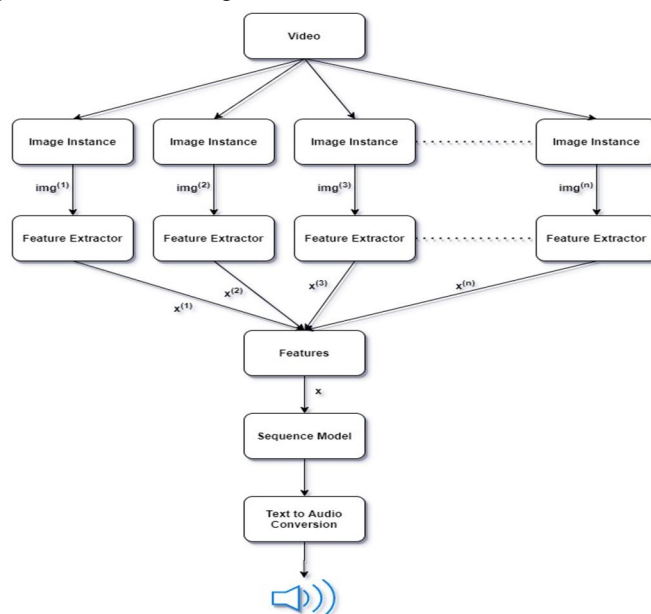 Video
Image Instance Image Instance Image Instance Image Instance
img(1) img(2) img(3) img(n)
Feature Extractor Feature Extractor Feature Extractor Feature Extractor
x(1) x(2) x(3) x(n)
Features
x
Sequence Model
Text to Audio
Conversion